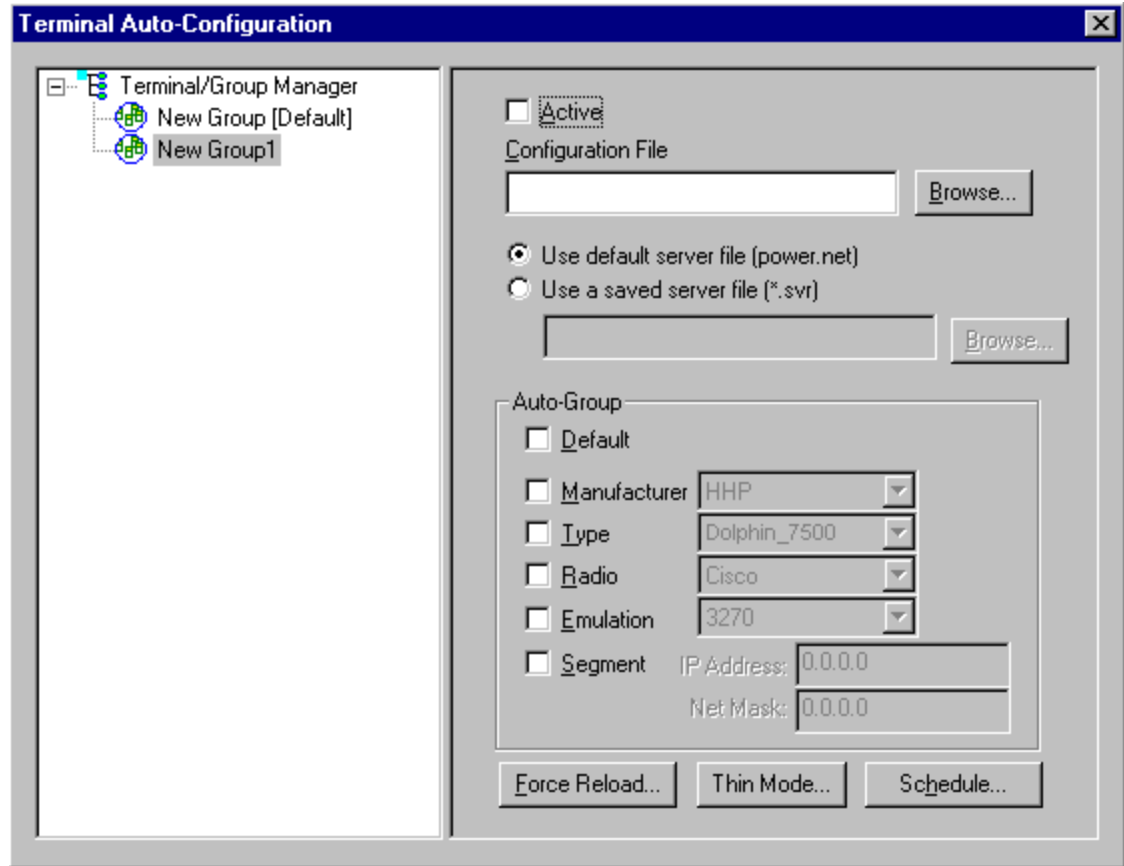 Terminal Auto-Configuration
Terminal/Group Manager
New Group [Default]
New Group1
Active
Configuration File
Browse...
Use default server file (power.net)
Use a saved server file (*.svr)
Browse...
Auto-Group
Default
Manufacturer HHP
Type Dolphin_7500
Radio Cisco
Emulation 3270
Segment IP Address: 0.0.0.0
Net Mask: 0.0.0.0
Force Reload... Thin Mode... Schedule...